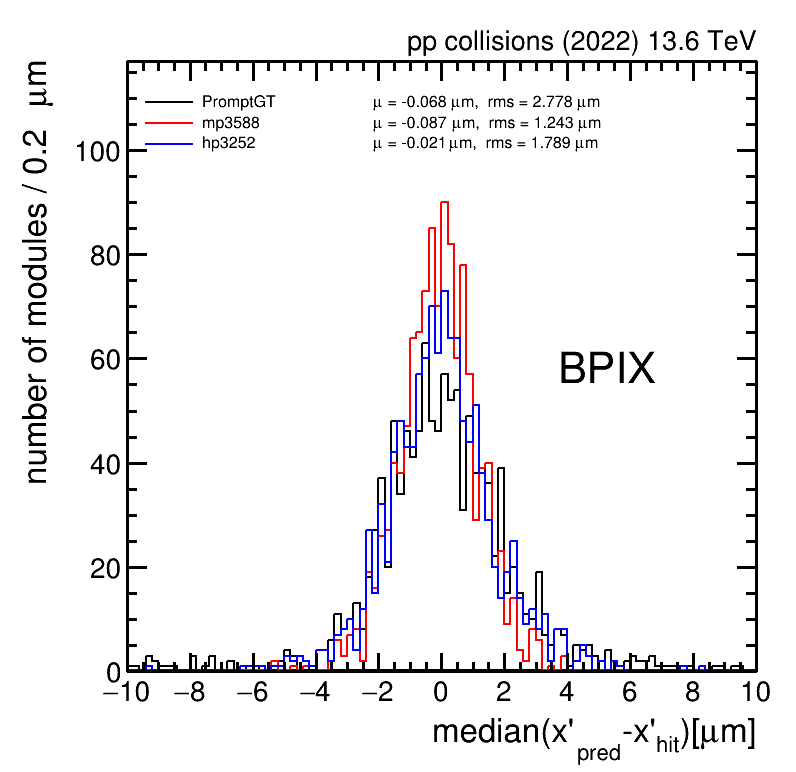 pp collisions (2022) 13.6 TeV
number of modules / 0.2 μm
PromptGT μ = -0.068 μm, rms = 2.778 μm
mp3588 μ = -0.087 μm, rms = 1.243 μm
hp3252 μ = -0.021 μm, rms = 1.789 μm
BPIX
100
80
60
40
20
0
−10 −8 −6 −4 −2 0 2 4 6 8 10
median(x'pred-x'hit)[μm]